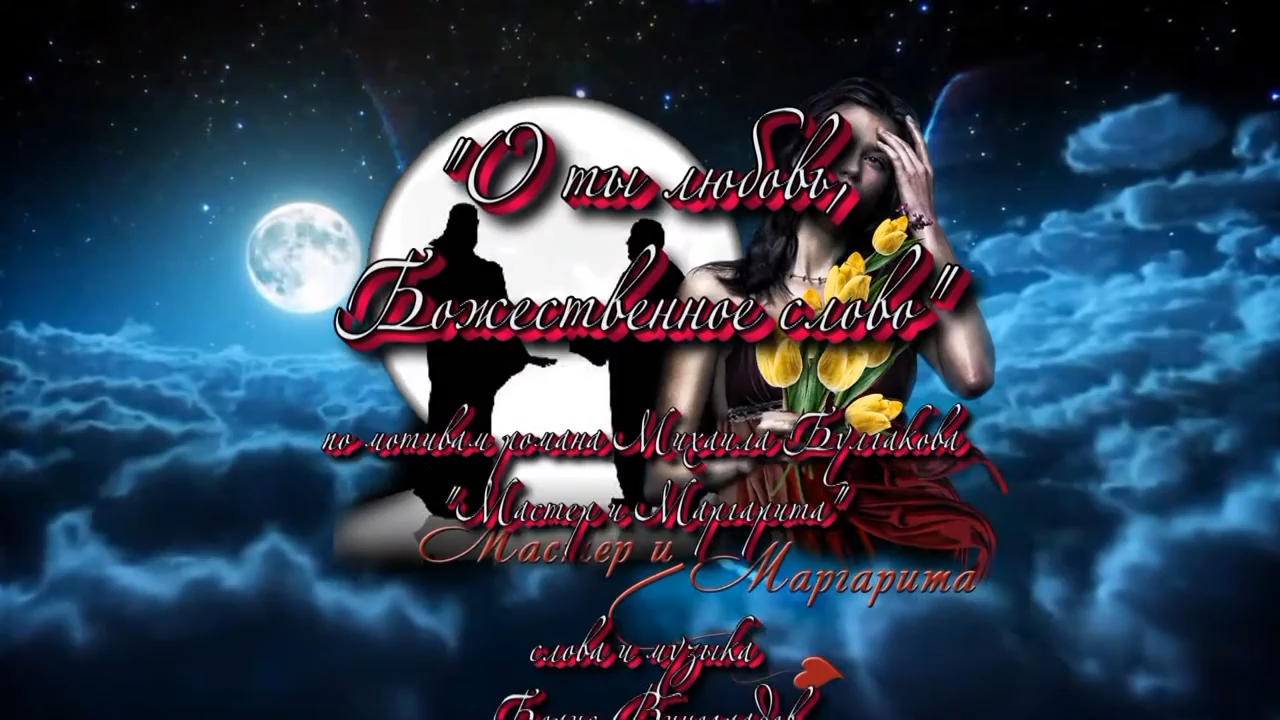 "О ты любовь,
Божественное слово"
по мотивам романа Михаила Булгакова
"Мастер и Маргарита"
Мастер и
Маргарита
слова и музыка